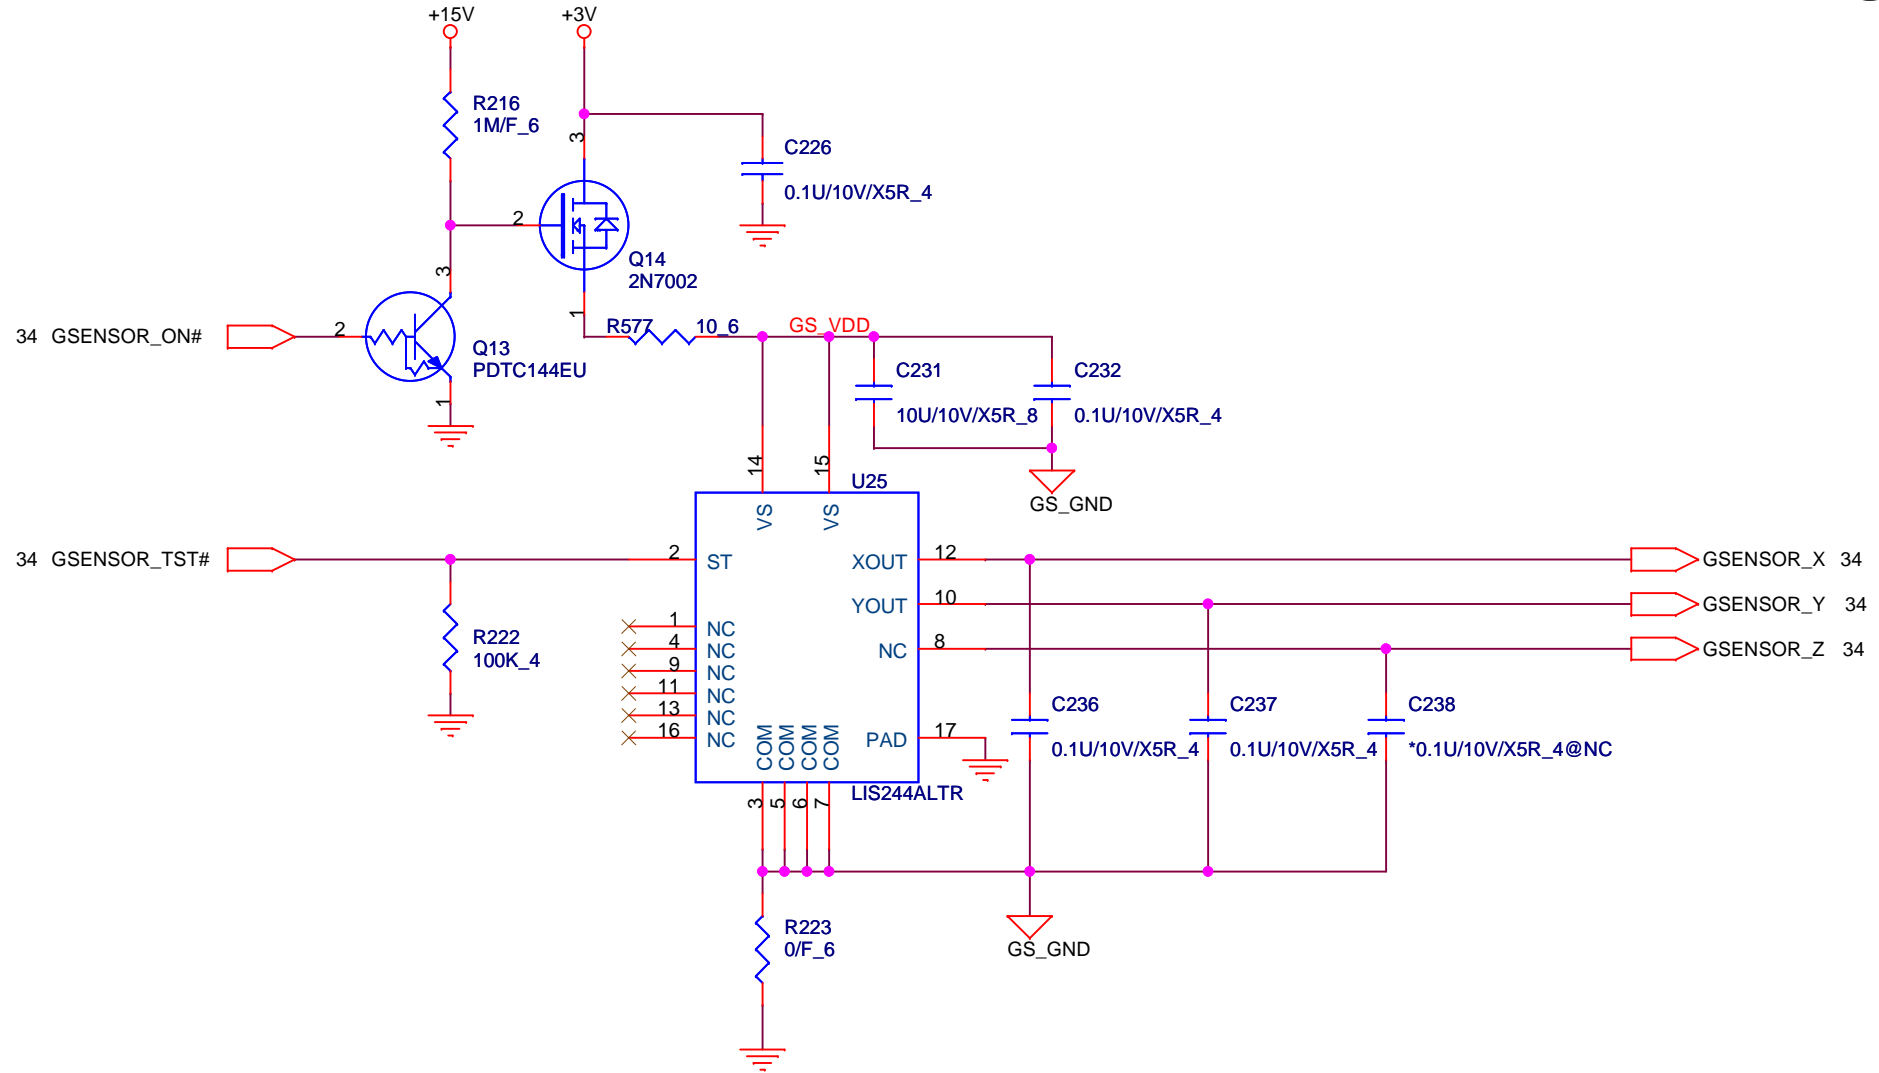 +15V
+3V
R216
1M/F_6
3
C226
0.1U/10V/X5R_4
2
Q14
2N7002
3
1
34 GSENSOR_ON#
2
Q13
PDTC144EU
1
R577
10_6
GS_VDD
C231
10U/10V/X5R_8
C232
0.1U/10V/X5R_4
GS_GND
14
15
U25
VS
VS
34 GSENSOR_TST#
2
ST
XOUT
12
GSENSOR_X 34
YOUT
10
GSENSOR_Y 34
NC
8
GSENSOR_Z 34
R222
100K_4
1
NC
4
NC
9
NC
11
NC
13
NC
16
NC
COM
COM
COM
COM
PAD
17
C236
0.1U/10V/X5R_4
C237
0.1U/10V/X5R_4
C238
*0.1U/10V/X5R_4@NC
LIS244ALTR
3
5
6
7
R223
0/F_6
GS_GND